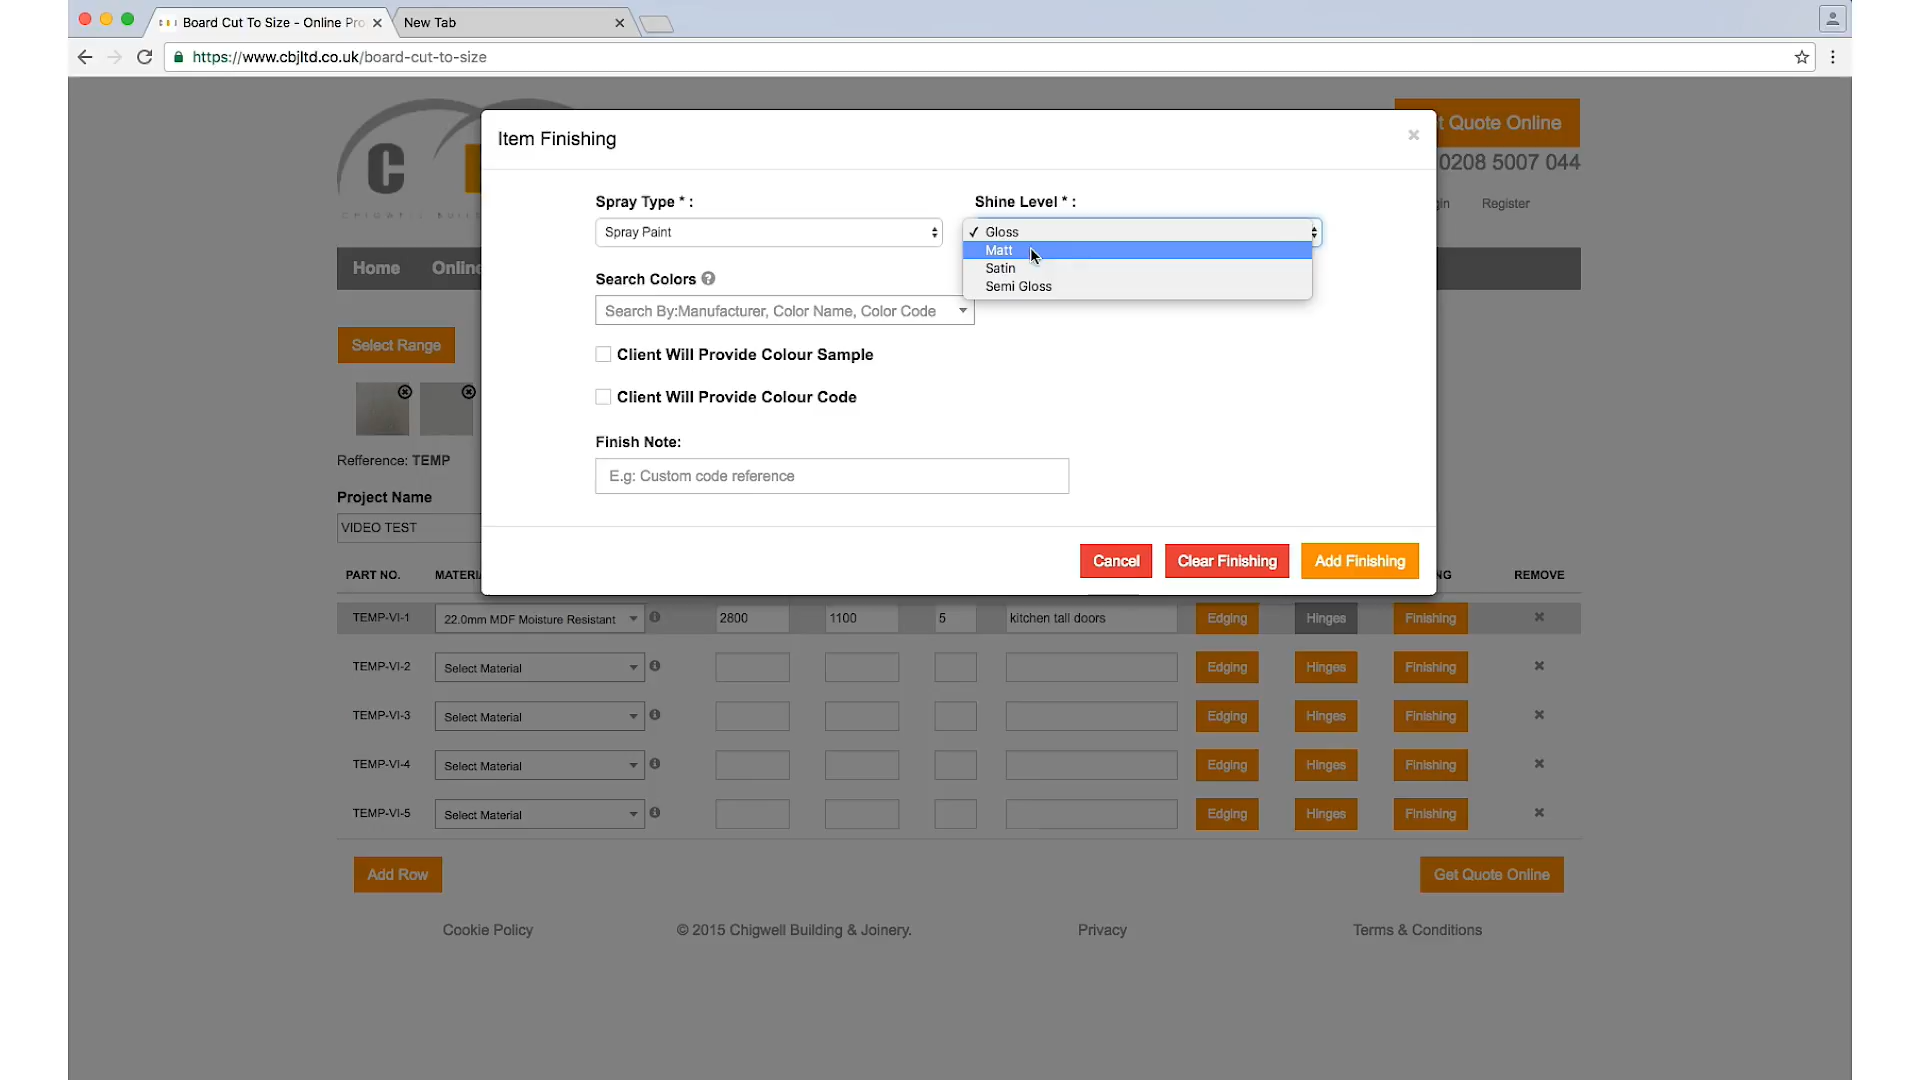 Board Cut To Size - Online Pro
New Tab
https://www.cbjltd.co.uk/board-cut-to-size
Item Finishing
t Quote Online
0208 5007 044
Register
Spray Type * :
Shine Level * :
Spray Paint
Gloss
Matt
Satin
Semi Gloss
Home
Online
Search Colors
Search By:Manufacturer, Color Name, Color Code
Select Range
Client Will Provide Colour Sample
Client Will Provide Colour Code
Finish Note:
E.g: Custom code reference
Refference: TEMP
Project Name
VIDEO TEST
Cancel
Clear Finishing
Add Finishing
PART NO.
MATERI
NG
REMOVE
TEMP-VI-1 22.0mm MDF Moisture Resistant 2800 1100 5 kitchen tall doors Edging Hinges Finishing
TEMP-VI-2 Select Material Edging Hinges Finishing
TEMP-VI-3 Select Material Edging Hinges Finishing
TEMP-VI-4 Select Material Edging Hinges Finishing
TEMP-VI-5 Select Material Edging Hinges Finishing
Add Row
Get Quote Online
Cookie Policy
© 2015 Chigwell Building & Joinery.
Privacy
Terms & Conditions